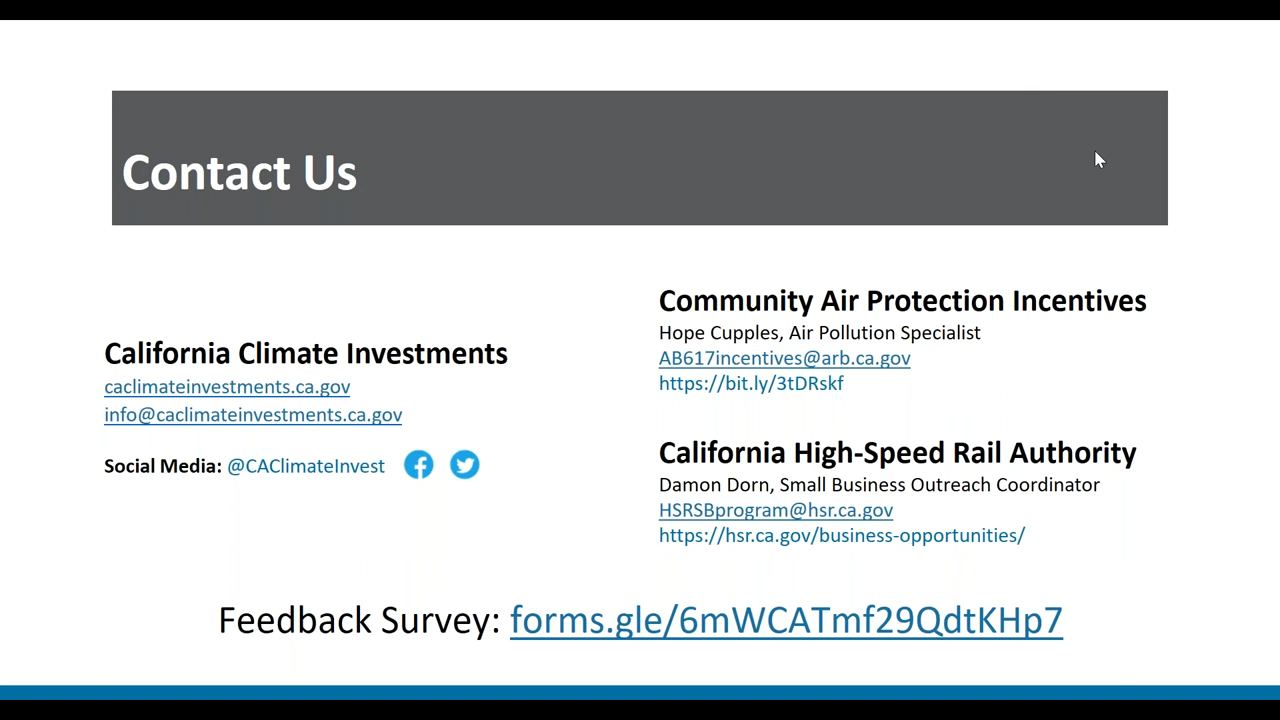 Contact Us
California Climate Investments
caclimateinvestments.ca.gov
info@caclimateinvestments.ca.gov
Social Media: @CAClimateInvest
Community Air Protection Incentives
Hope Cupples, Air Pollution Specialist
AB617incentives@arb.ca.gov
https://bit.ly/3tDRskf
California High-Speed Rail Authority
Damon Dorn, Small Business Outreach Coordinator
HSRSBprogram@hsr.ca.gov
https://hsr.ca.gov/business-opportunities/
Feedback Survey: forms.gle/6mWCATmf29QdtKHp7